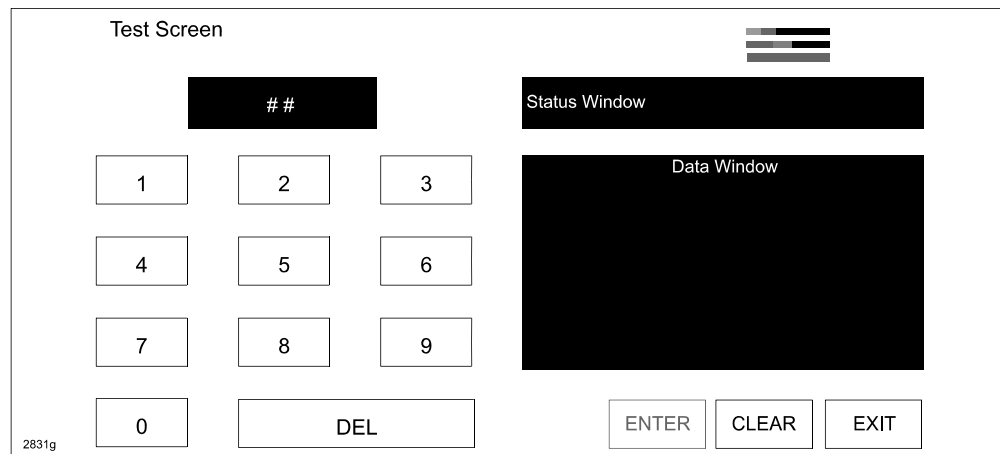 Test Screen
# #
Status Window
Data Window
1 2 3
4 5 6
7 8 9
0 DEL
ENTER CLEAR EXIT
2831g